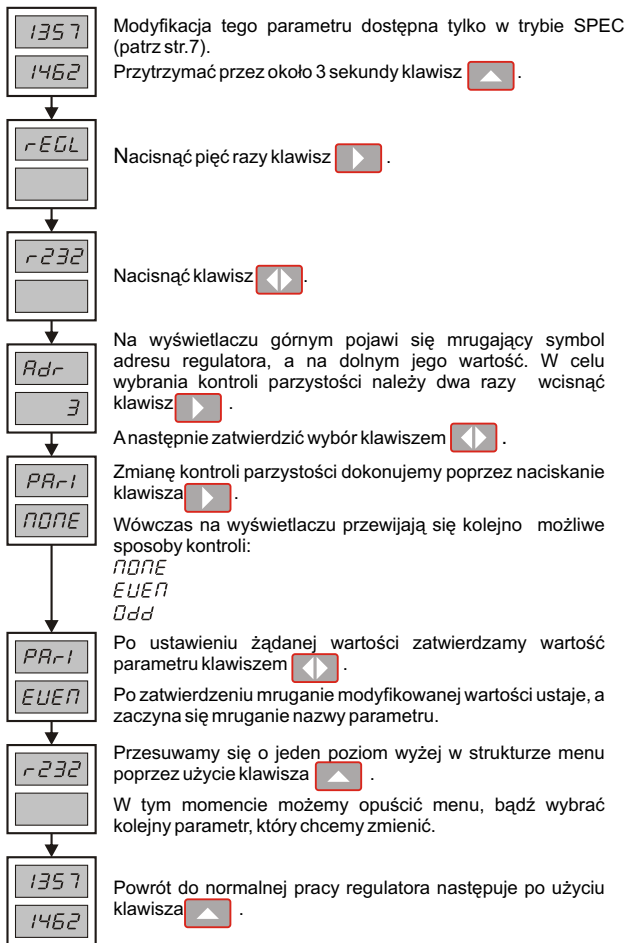 1357
1462
Modyfikacja tego parametru dostępna tylko w trybie SPEC
(patrz str.7).
Przytrzymać przez około 3 sekundy klawisz .
rEGL
Nacisnąć pięć razy klawisz .
r232
Nacisnąć klawisz .
Adr
3
Na wyświetlaczu górnym pojawi się mrugający symbol
adresu regulatora, a na dolnym jego wartość. W celu
wybrania kontroli parzystości należy dwa razy wcisnąć
klawisz .
A następnie zatwierdzić wybór klawiszem .
PArI
NONE
Zmianę kontroli parzystości dokonujemy poprzez naciskanie
klawisza .
Wówczas na wyświetlaczu przewijają się kolejno możliwe
sposoby kontroli:
NONE
EVEN
Odd
PArI
EVEN
Po ustawieniu żądanej wartości zatwierdzamy wartość
parametru klawiszem .
Po zatwierdzeniu mruganie modyfikowanej wartości ustaje, a
zaczyna się mruganie nazwy parametru.
r232
Przesuwamy się o jeden poziom wyżej w strukturze menu
poprzez użycie klawisza .
W tym momencie możemy opuścić menu, bądź wybrać
kolejny parametr, który chcemy zmienić.
1357
1462
Powrót do normalnej pracy regulatora następuje po użyciu
klawisza .